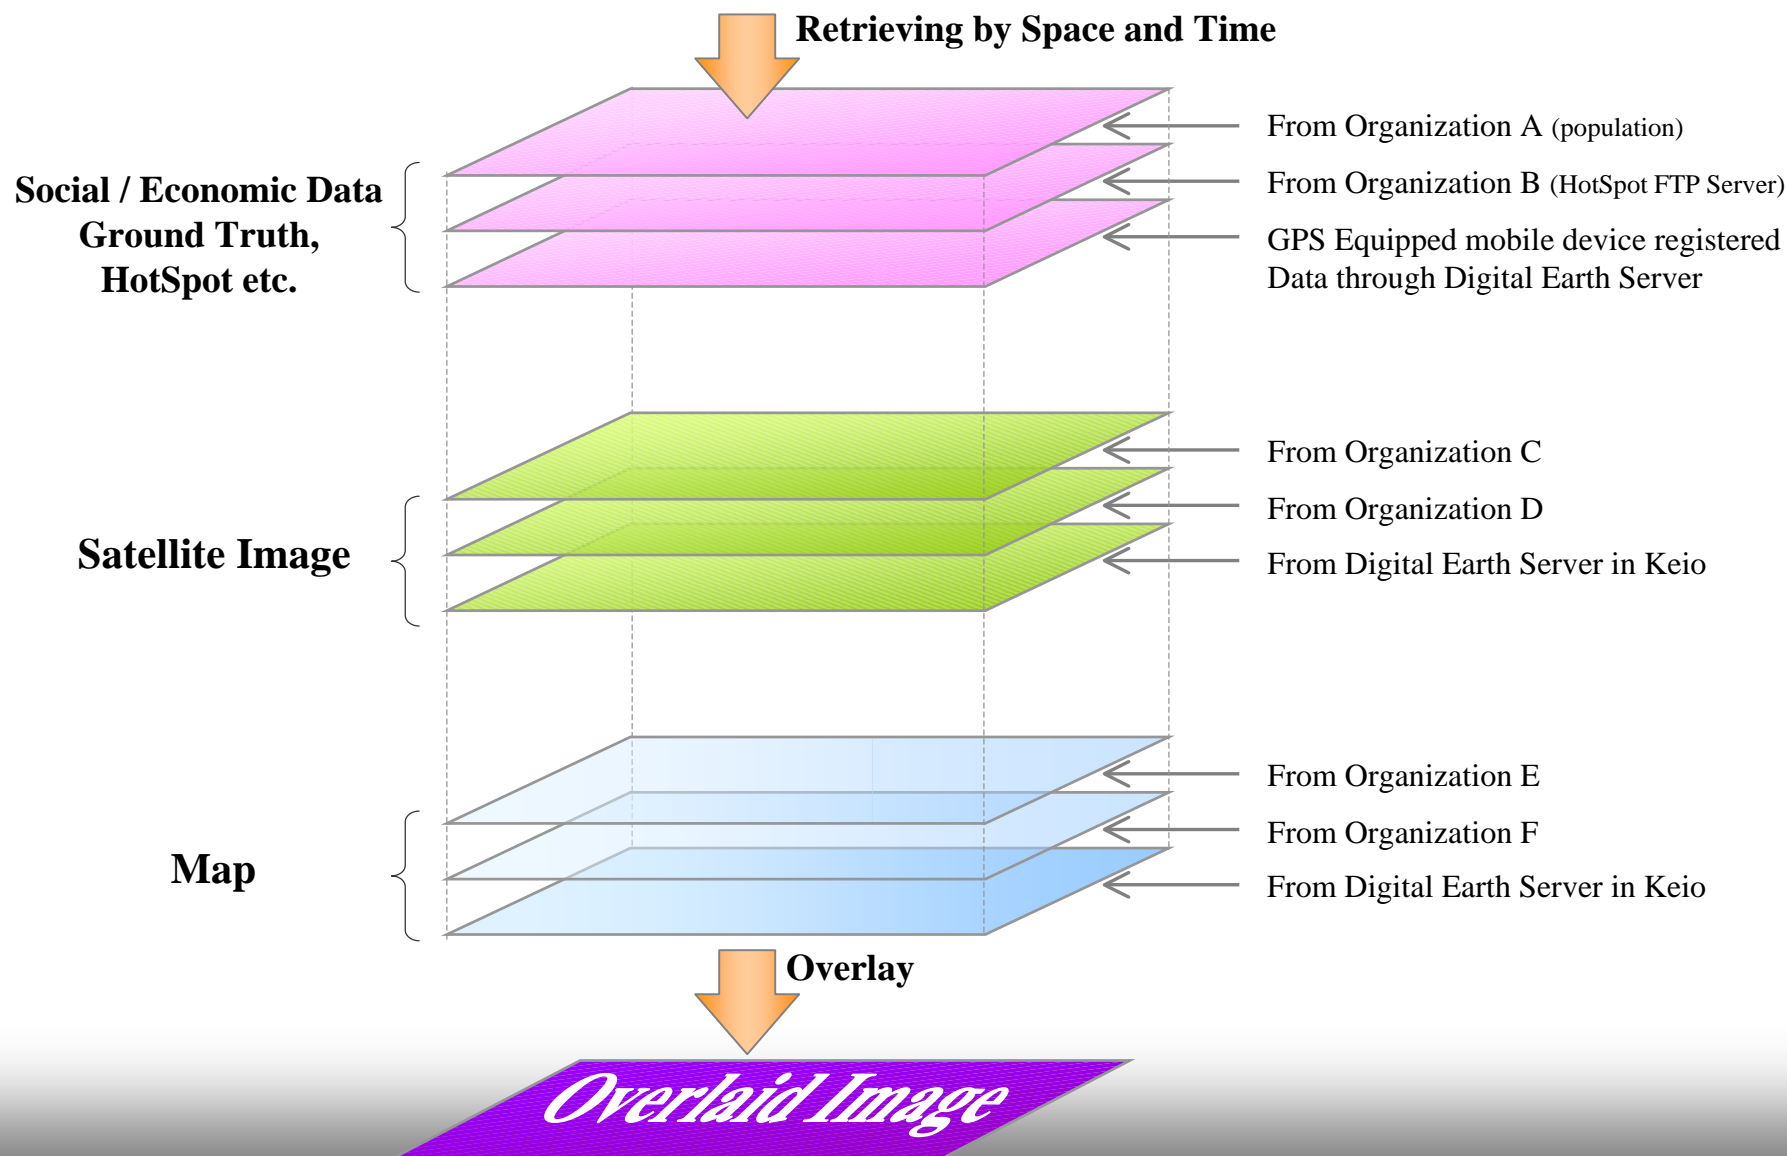 Retrieving by Space and Time
From Organization A (population)
Social / Economic Data
Ground Truth,
HotSpot etc.
From Organization B (HotSpot FTP Server)
GPS Equipped mobile device registered
Data through Digital Earth Server
Satellite Image
From Organization C
From Organization D
From Digital Earth Server in Keio
Map
From Organization E
From Organization F
From Digital Earth Server in Keio
Overlay
Overlaid Image